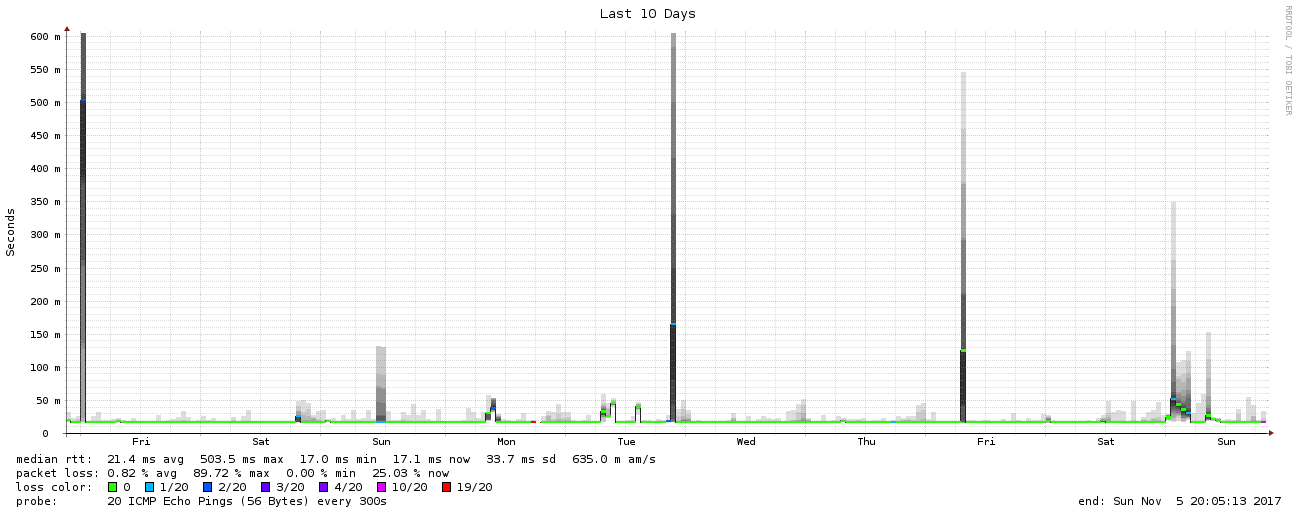 Last 10 Days
RRDTOOL / TOBI OETIKER
Seconds
600 m
550 m
500 m
450 m
400 m
350 m
300 m
250 m
200 m
150 m
100 m
50 m
0
Fri Sat Sun Mon Tue Wed Thu Fri Sat Sun
median rtt: 21.4 ms avg 503.5 ms max 17.0 ms min 17.1 ms now 33.7 ms sd 635.0 m am/s
packet loss: 0.82 % avg 89.72 % max 0.00 % min 25.03 % now
loss color: 0 1/20 2/20 3/20 4/20 10/20 19/20
probe: 20 ICMP Echo Pings (56 Bytes) every 300s end: Sun Nov 5 20:05:13 2017